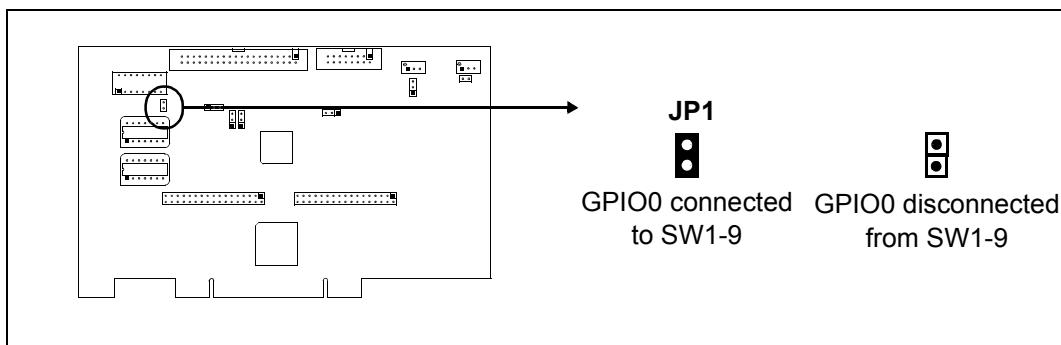 JP1
GPIO0 connected
to SW1-9
GPIO0 disconnected
from SW1-9